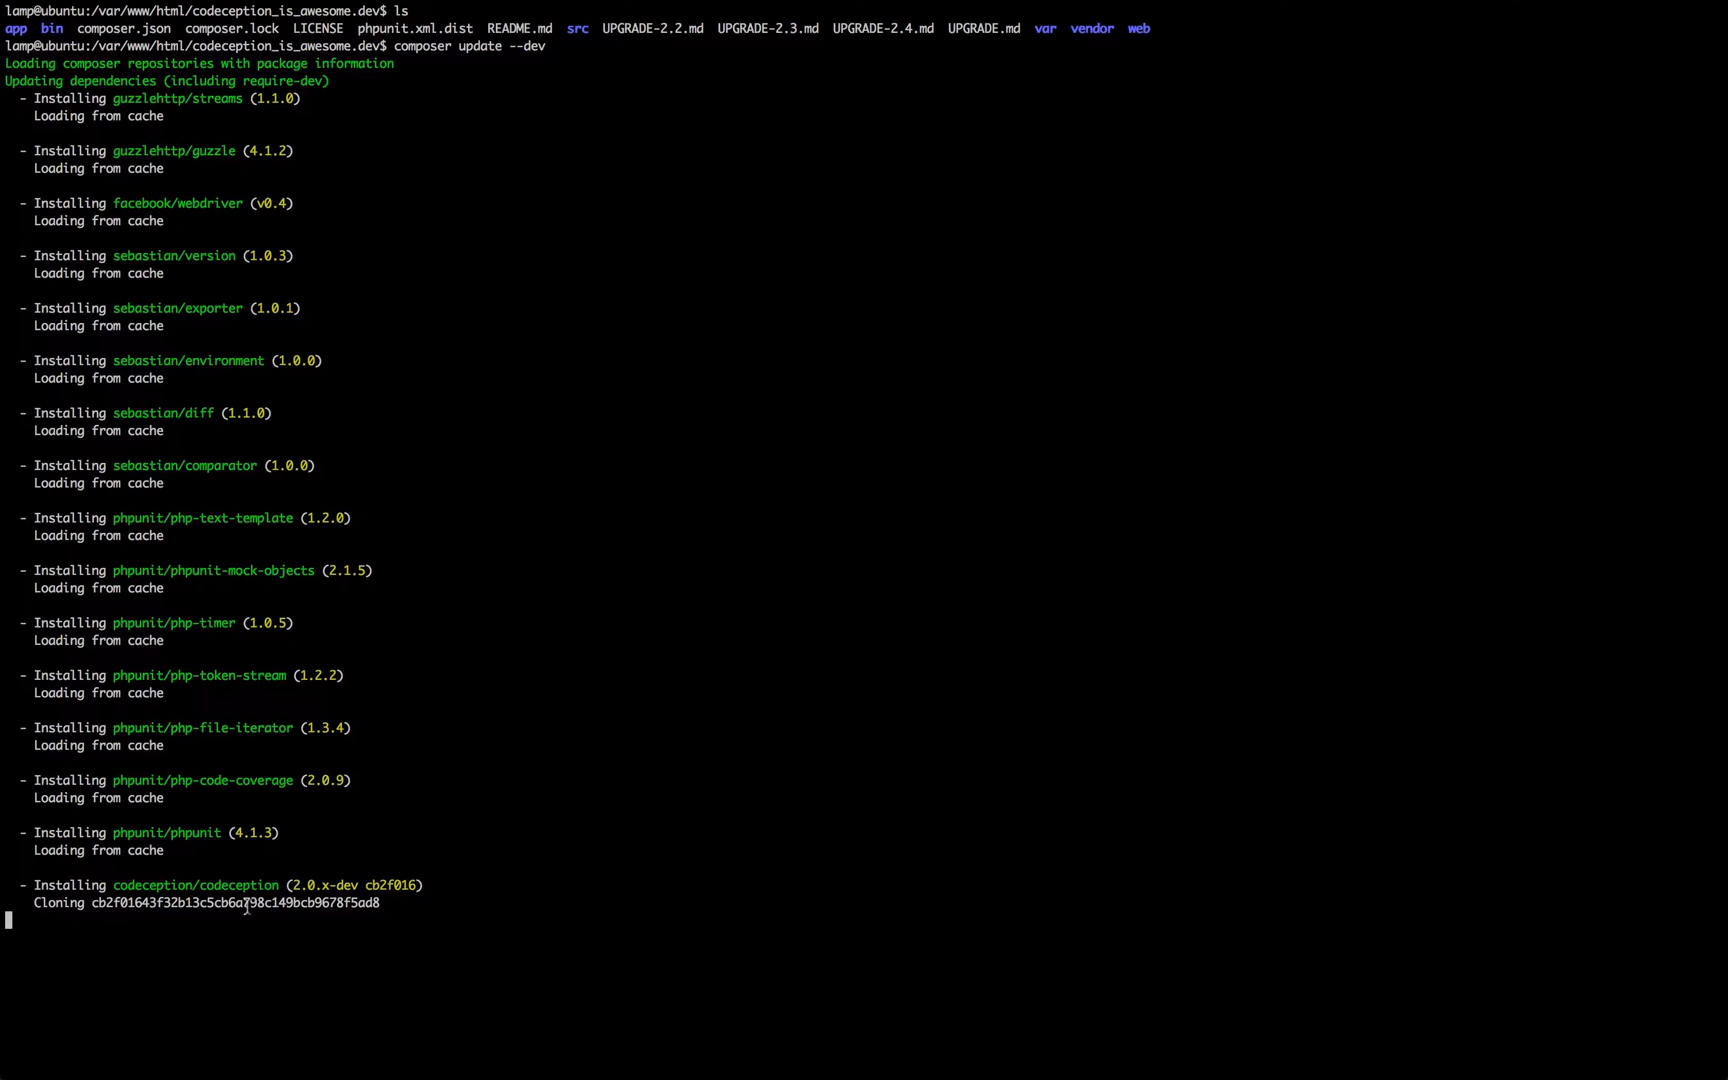 lamp@ubuntu:/var/www/html/codeception_is_awesome.dev$ ls
app  bin  composer.json  composer.lock  LICENSE  phpunit.xml.dist  README.md  src  UPGRADE-2.2.md  UPGRADE-2.3.md  UPGRADE-2.4.md  UPGRADE.md  var  vendor  web
lamp@ubuntu:/var/www/html/codeception_is_awesome.dev$ composer update --dev
Loading composer repositories with package information
Updating dependencies (including require-dev)
  - Installing guzzlehttp/streams (1.1.0)
    Loading from cache
  - Installing guzzlehttp/guzzle (4.1.2)
    Loading from cache
  - Installing facebook/webdriver (v0.4)
    Loading from cache
  - Installing sebastian/version (1.0.3)
    Loading from cache
  - Installing sebastian/exporter (1.0.1)
    Loading from cache
  - Installing sebastian/environment (1.0.0)
    Loading from cache
  - Installing sebastian/diff (1.1.0)
    Loading from cache
  - Installing sebastian/comparator (1.0.0)
    Loading from cache
  - Installing phpunit/php-text-template (1.2.0)
    Loading from cache
  - Installing phpunit/phpunit-mock-objects (2.1.5)
    Loading from cache
  - Installing phpunit/php-timer (1.0.5)
    Loading from cache
  - Installing phpunit/php-token-stream (1.2.2)
    Loading from cache
  - Installing phpunit/php-file-iterator (1.3.4)
    Loading from cache
  - Installing phpunit/php-code-coverage (2.0.9)
    Loading from cache
  - Installing phpunit/phpunit (4.1.3)
    Loading from cache
  - Installing codeception/codeception (2.0.x-dev cb2f016)
    Cloning cb2f01643f32b13c5cb6a798c149bcb9678f5ad8